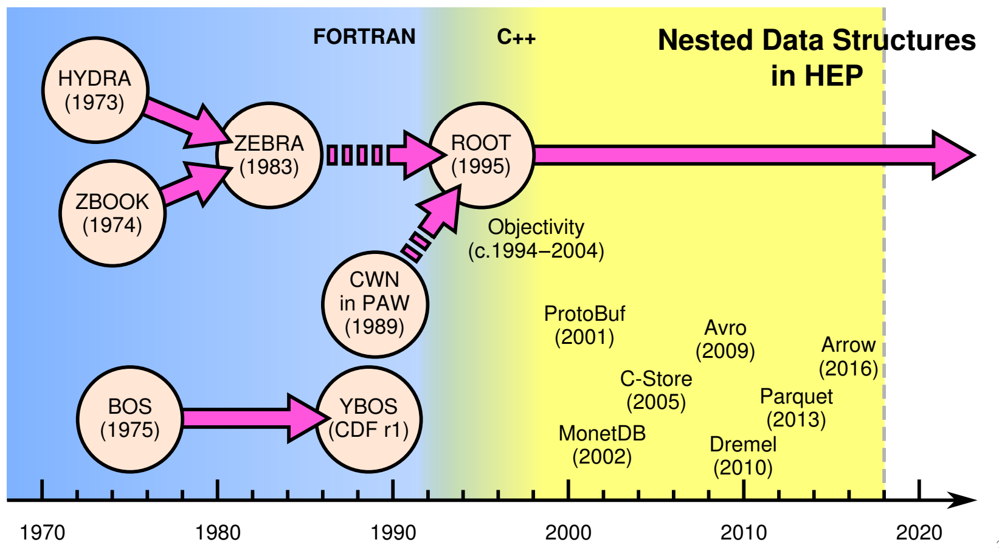 FORTRAN
C++
Nested Data Structures
in HEP
HYDRA
(1973)
ZEBRA
(1983)
ROOT
(1995)
ZBOOK
(1974)
Objectivity
(c.1994–2004)
CWN
in PAW
(1989)
ProtoBuf
(2001)
Avro
(2009)
Arrow
(2016)
C-Store
(2005)
Parquet
(2013)
BOS
(1975)
YBOS
(CDF r1)
MonetDB
(2002)
Dremel
(2010)
1970
1980
1990
2000
2010
2020